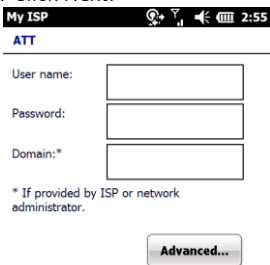 My ISP 2:55
ATT
User name:
Password:
Domain:*
* If provided by ISP or network
administrator.
Advanced...